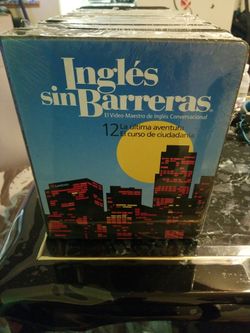 Inglés
sin Barreras
El Video Maestro de Inglés Conversacional
12 La última aventura
El curso de ciudadanía